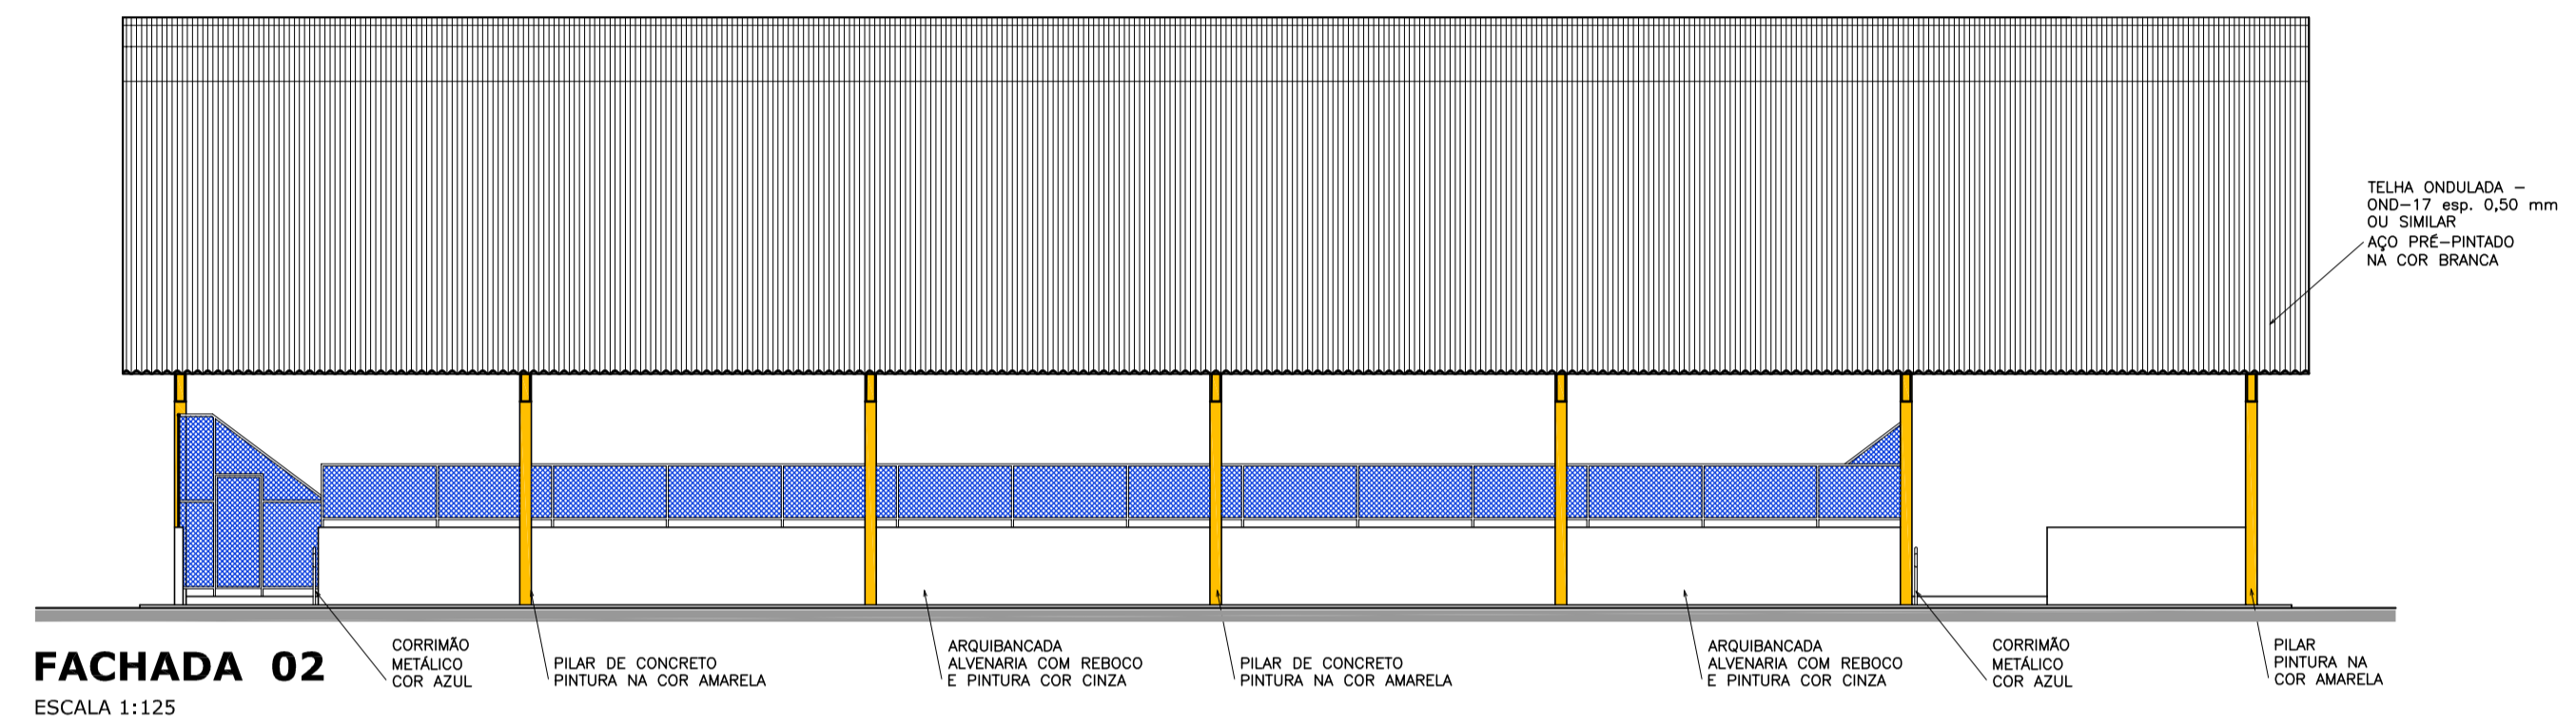 TELHA ONDULADA –
OND–17 esp. 0,50 mm
OU SIMILAR
AÇO PRÉ–PINTADO
NA COR BRANCA
CORRIMÃO
METÁLICO
COR AZUL
PILAR DE CONCRETO
PINTURA NA COR AMARELA
ARQUIBANCADA
ALVENARIA COM REBOCO
E PINTURA COR CINZA
PILAR DE CONCRETO
PINTURA NA COR AMARELA
ARQUIBANCADA
ALVENARIA COM REBOCO
E PINTURA COR CINZA
CORRIMÃO
METÁLICO
COR AZUL
PILAR
PINTURA NA
COR AMARELA
FACHADA 02
ESCALA 1:125